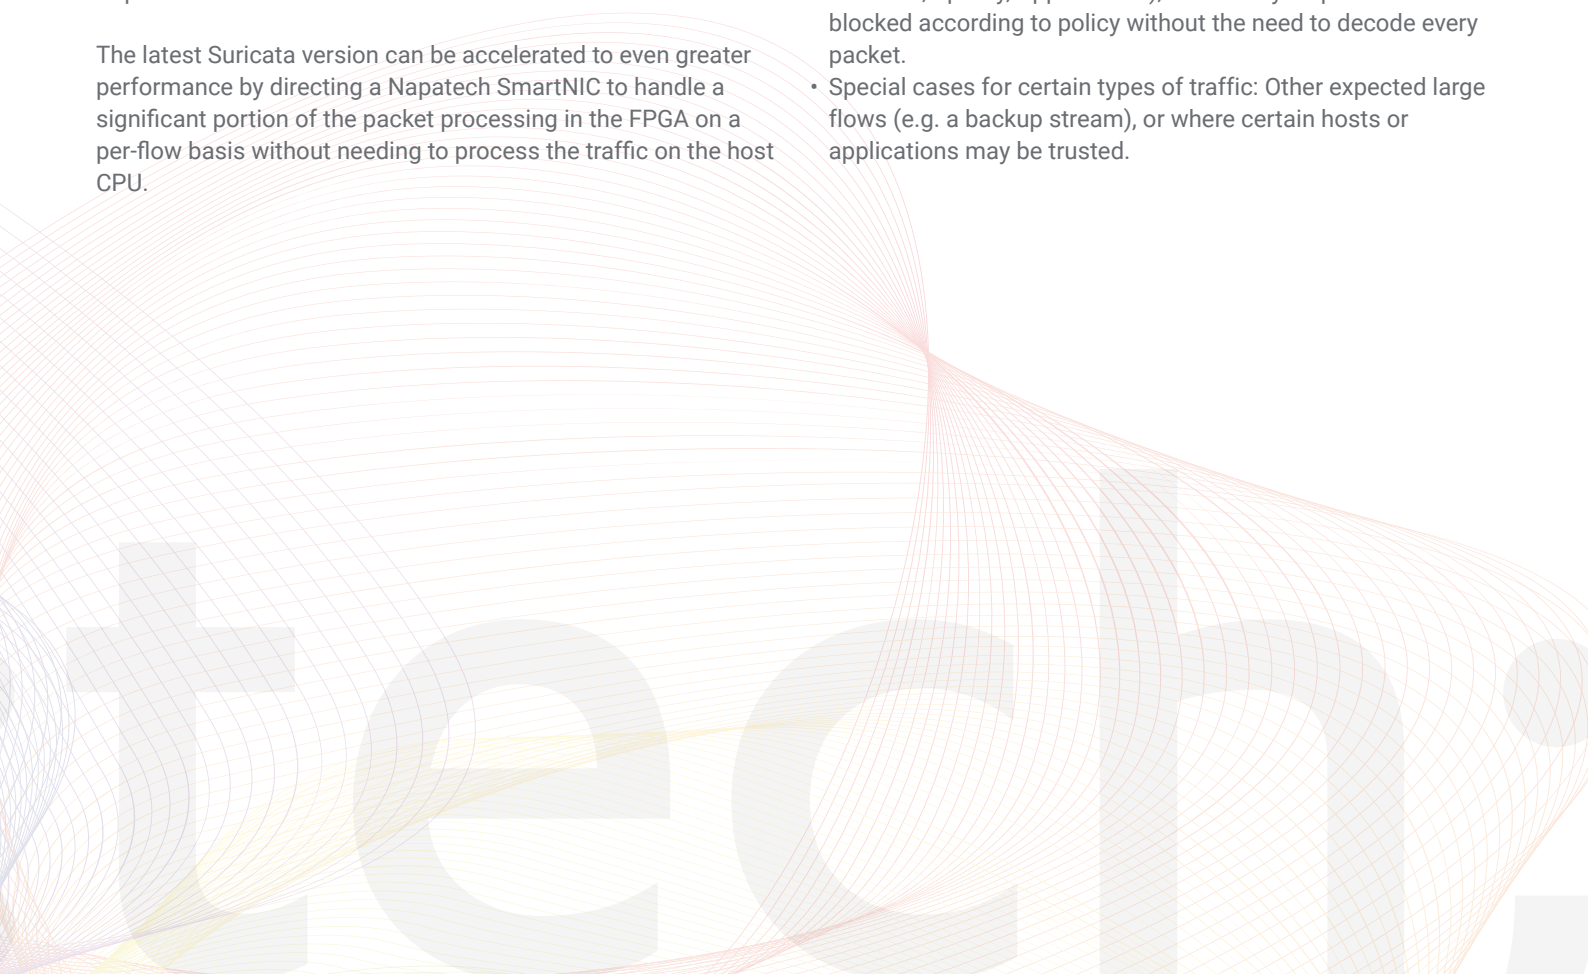 The latest Suricata version can be accelerated to even greater
performance by directing a Napatech SmartNIC to handle a
significant portion of the packet processing in the FPGA on a
per-flow basis without needing to process the traffic on the host
CPU.
blocked according to policy without the need to decode every
packet.
• Special cases for certain types of traffic: Other expected large
flows (e.g. a backup stream), or where certain hosts or
applications may be trusted.
tech